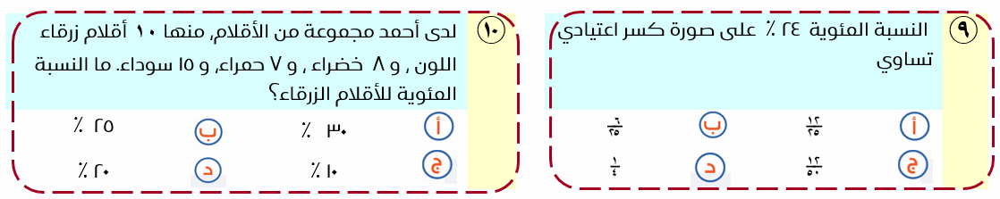 ٩ النسبة المئوية ٢٤ ٪ على صورة كسر اعتيادي
تساوي
أ ١٢/٢٥ ب ٦/٢٥
ج ١٢/٥٠ د ١/٤
١٠ لدى أحمد مجموعة من الأقلام، منها ١٠ أقلام زرقاء
اللون ، و ٨ خضراء ، و ٧ حمراء، و ١٥ سوداء. ما النسبة
المئوية للأقلام الزرقاء؟
أ ٣٠ ٪ ب ٢٥ ٪
ج ١٠ ٪ د ٢٠ ٪